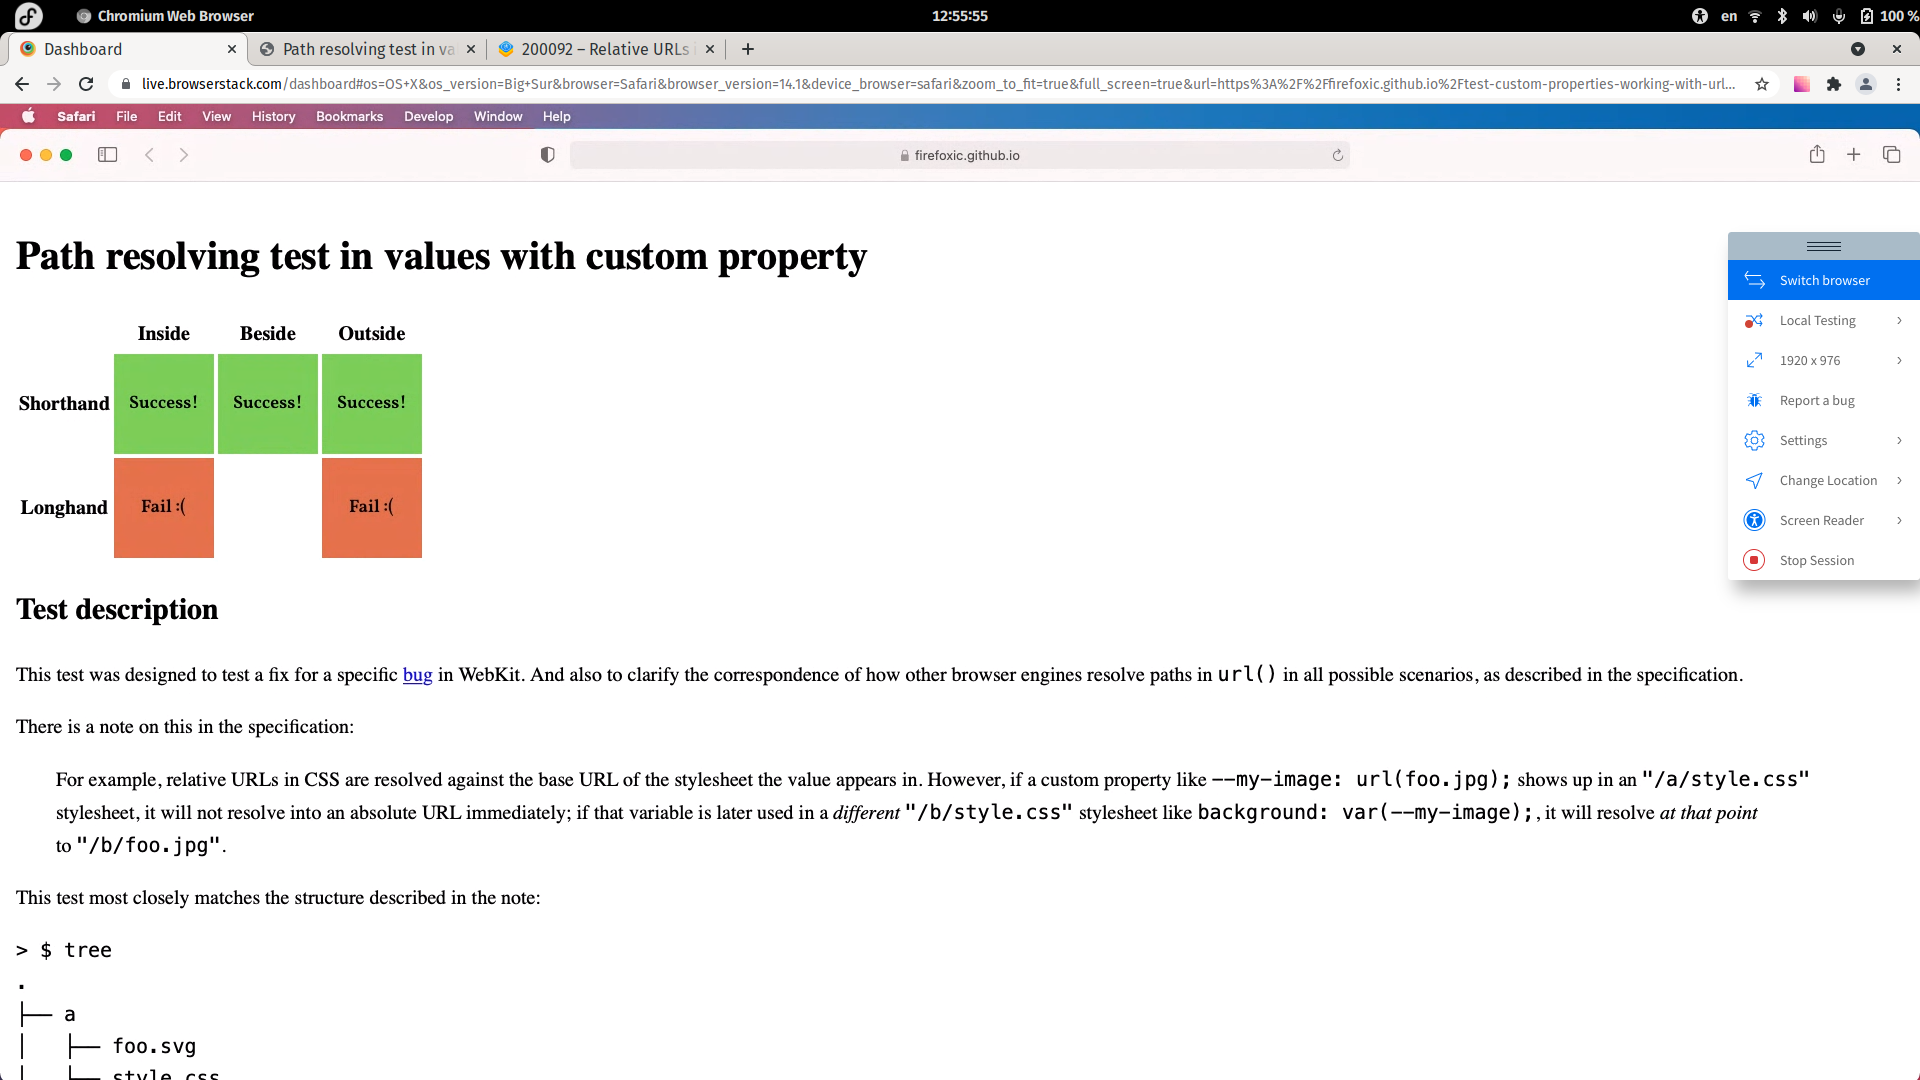 Chromium Web Browser
12:55:55
en
100 %
Dashboard
Path resolving test in va
200092 – Relative URLs
live.browserstack.com/dashboard#os=OS+X&os_version=Big+Sur&browser=Safari&browser_version=14.1&device_browser=safari&zoom_to_fit=true&full_screen=true&url=https%3A%2F%2Ffirefoxic.github.io%2Ftest-custom-properties-working-with-url...
Safari File Edit View History Bookmarks Develop Window Help
firefoxic.github.io
Path resolving test in values with custom property
Inside Beside Outside
Shorthand Success! Success! Success!
Longhand Fail :( Fail :(
Switch browser
Local Testing
1920 x 976
Report a bug
Settings
Change Location
Screen Reader
Stop Session
Test description
This test was designed to test a fix for a specific bug in WebKit. And also to clarify the correspondence of how other browser engines resolve paths in url() in all possible scenarios, as described in the specification.
There is a note on this in the specification:
For example, relative URLs in CSS are resolved against the base URL of the stylesheet the value appears in. However, if a custom property like --my-image: url(foo.jpg); shows up in an "/a/style.css"
stylesheet, it will not resolve into an absolute URL immediately; if that variable is later used in a different "/b/style.css" stylesheet like background: var(--my-image);, it will resolve at that point
to "/b/foo.jpg".
This test most closely matches the structure described in the note:
> $ tree
.
├── a
│   ├── foo.svg
│   └── style.css